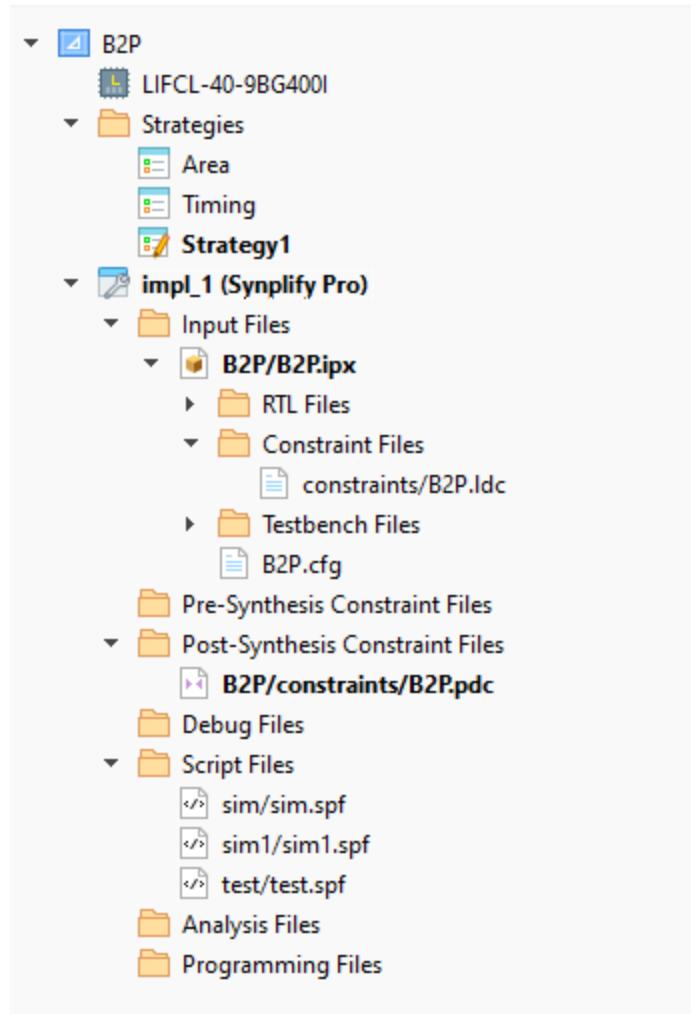 B2P
LIFCL-40-9BG400I
Strategies
Area
Timing
Strategy1
impl_1 (Synplify Pro)
Input Files
B2P/B2P.ipx
RTL Files
Constraint Files
constraints/B2P.ldc
Testbench Files
B2P.cfg
Pre-Synthesis Constraint Files
Post-Synthesis Constraint Files
B2P/constraints/B2P.pdc
Debug Files
Script Files
sim/sim.spf
sim1/sim1.spf
test/test.spf
Analysis Files
Programming Files